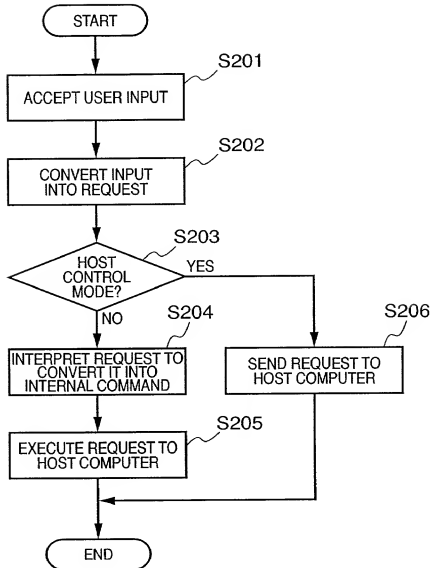 START
S201
ACCEPT USER INPUT
S202
CONVERT INPUT
INTO REQUEST
S203
HOST
CONTROL
MODE?
YES
NO
S204
INTERPRET REQUEST TO
CONVERT IT INTO
INTERNAL COMMAND
S206
SEND REQUEST TO
HOST COMPUTER
S205
EXECUTE REQUEST TO
HOST COMPUTER
END